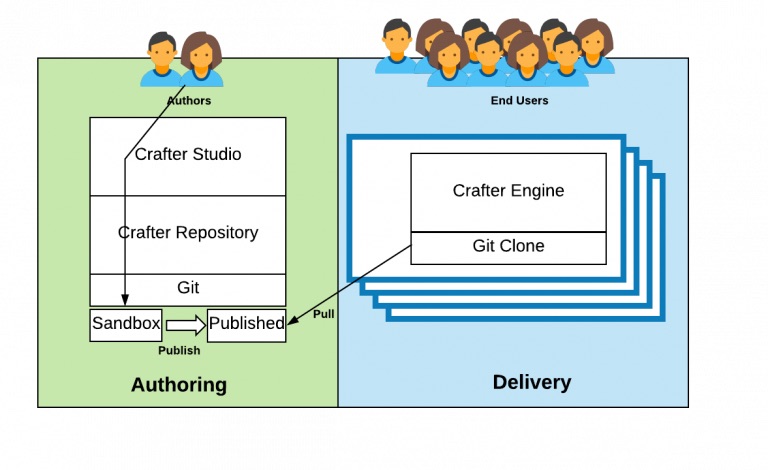 Authors
Crafter Studio
Crafter Repository
Git
Sandbox
Published
Publish
Authoring
End Users
Crafter Engine
Git Clone
Pull
Delivery